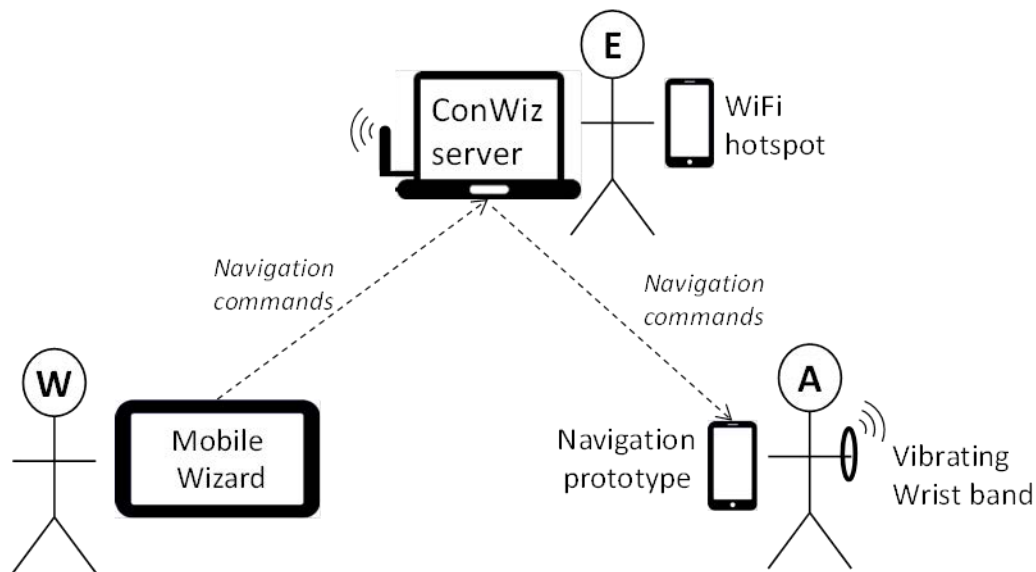 E
ConWiz
server
WiFi
hotspot
Navigation
commands
Navigation
commands
W
Mobile
Wizard
A
Navigation
prototype
Vibrating
Wrist band